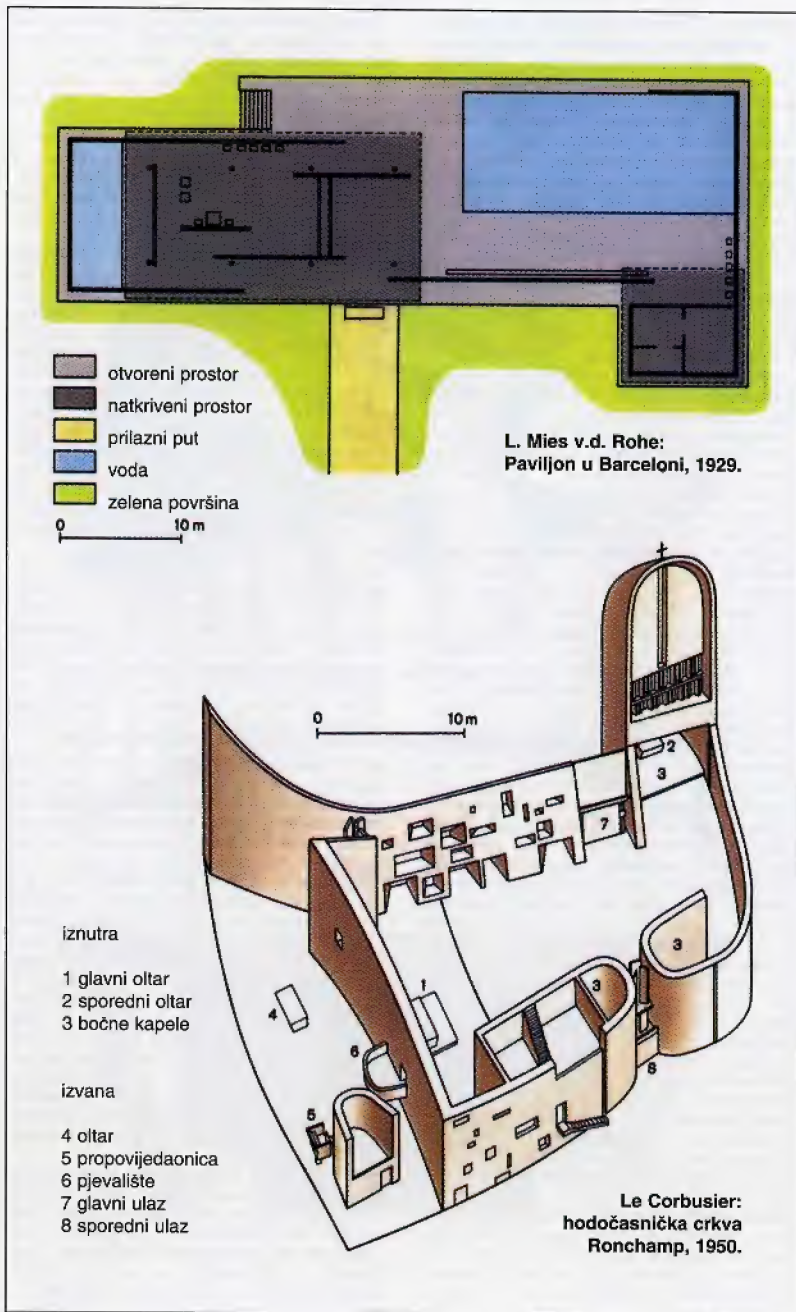 otvoreni prostor
natkriveni prostor
prilazni put
voda
zelena površina
0 10 m
L. Mies v.d. Rohe:
Paviljon u Barceloni, 1929.
0 10 m
2
3
7
3
3
1
4
6
5
8
iznutra
1 glavni oltar
2 sporedni oltar
3 bočne kapele
izvana
4 oltar
5 propovijedaonica
6 pjevalište
7 glavni ulaz
8 sporedni ulaz
Le Corbusier:
hodočasnička crkva
Ronchamp, 1950.